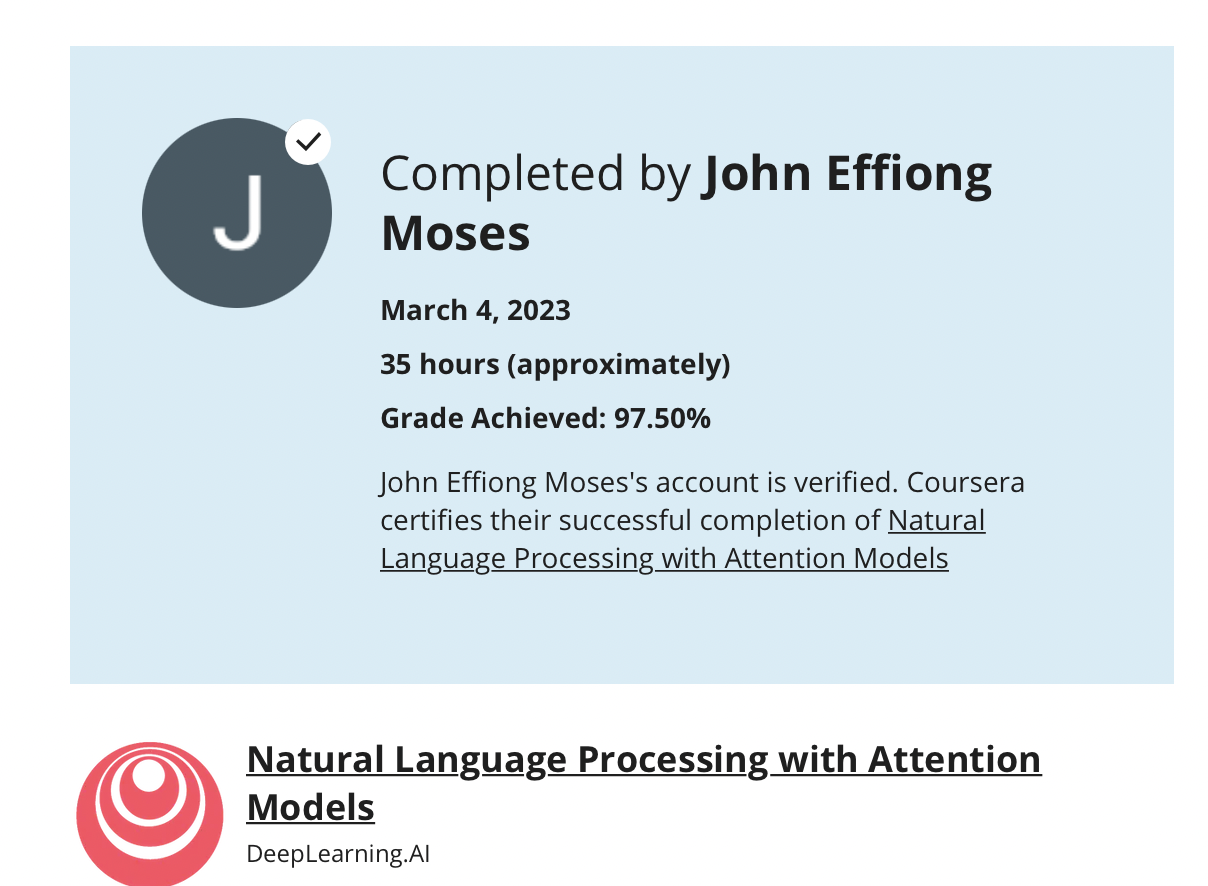 J
Completed by John Effiong
Moses
March 4, 2023
35 hours (approximately)
Grade Achieved: 97.50%
John Effiong Moses's account is verified. Coursera
certifies their successful completion of Natural
Language Processing with Attention Models
Natural Language Processing with Attention
Models
DeepLearning.AI